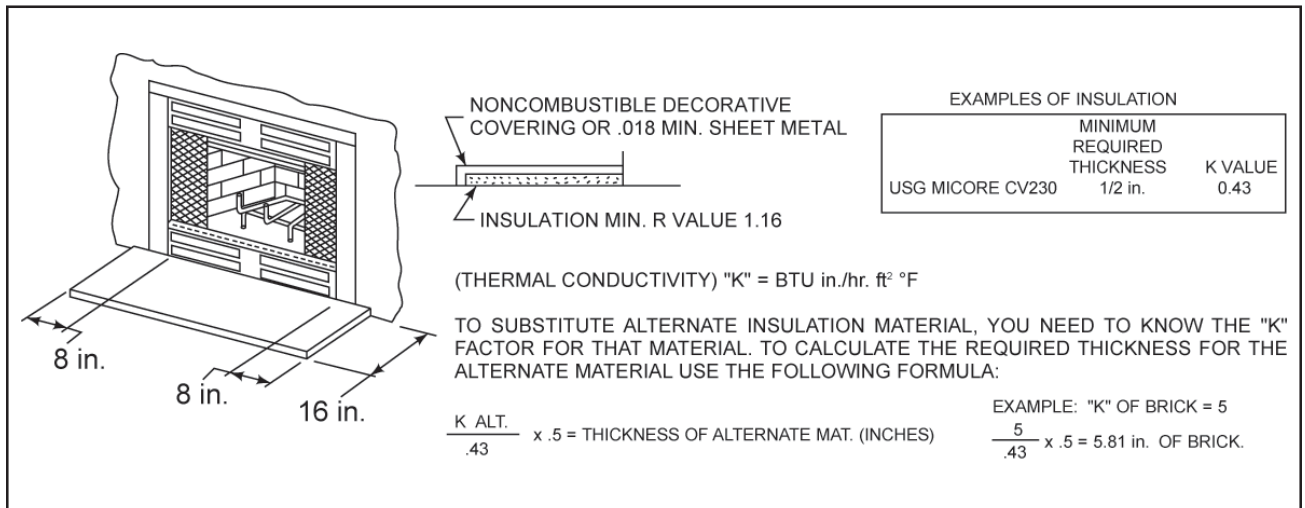 NONCOMBUSTIBLE DECORATIVE
COVERING OR .018 MIN. SHEET METAL
INSULATION MIN. R VALUE 1.16
EXAMPLES OF INSULATION
MINIMUM
REQUIRED
THICKNESS K VALUE
USG MICORE CV230 1/2 in. 0.43
8 in.
8 in.
16 in.
(THERMAL CONDUCTIVITY) "K" = BTU in./hr. ft² °F
TO SUBSTITUTE ALTERNATE INSULATION MATERIAL, YOU NEED TO KNOW THE "K"
FACTOR FOR THAT MATERIAL. TO CALCULATE THE REQUIRED THICKNESS FOR THE
ALTERNATE MATERIAL USE THE FOLLOWING FORMULA:
K ALT.
.43
x .5 = THICKNESS OF ALTERNATE MAT. (INCHES)
EXAMPLE: "K" OF BRICK = 5
5
.43
x .5 = 5.81 in. OF BRICK.